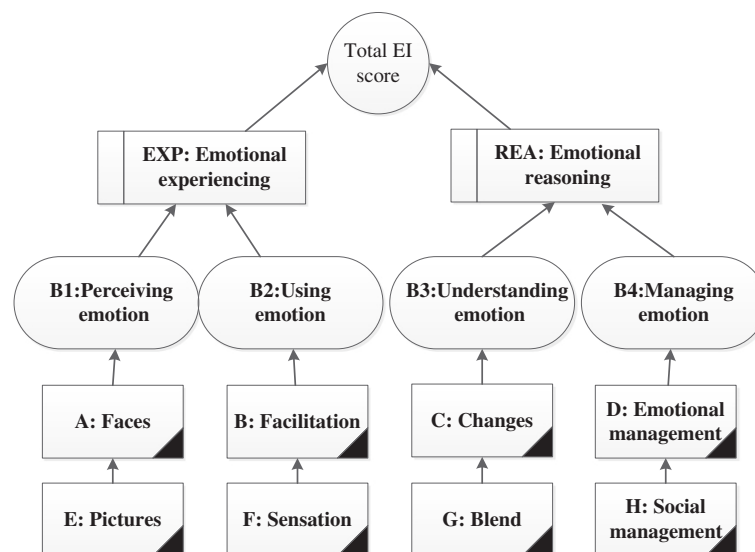 Total EI
score
EXP: Emotional
experiencing
REA: Emotional
reasoning
B1:Perceiving
emotion
B2:Using
emotion
B3:Understanding
emotion
B4:Managing
emotion
A: Faces
B: Facilitation
C: Changes
D: Emotional
management
E: Pictures
F: Sensation
G: Blend
H: Social
management